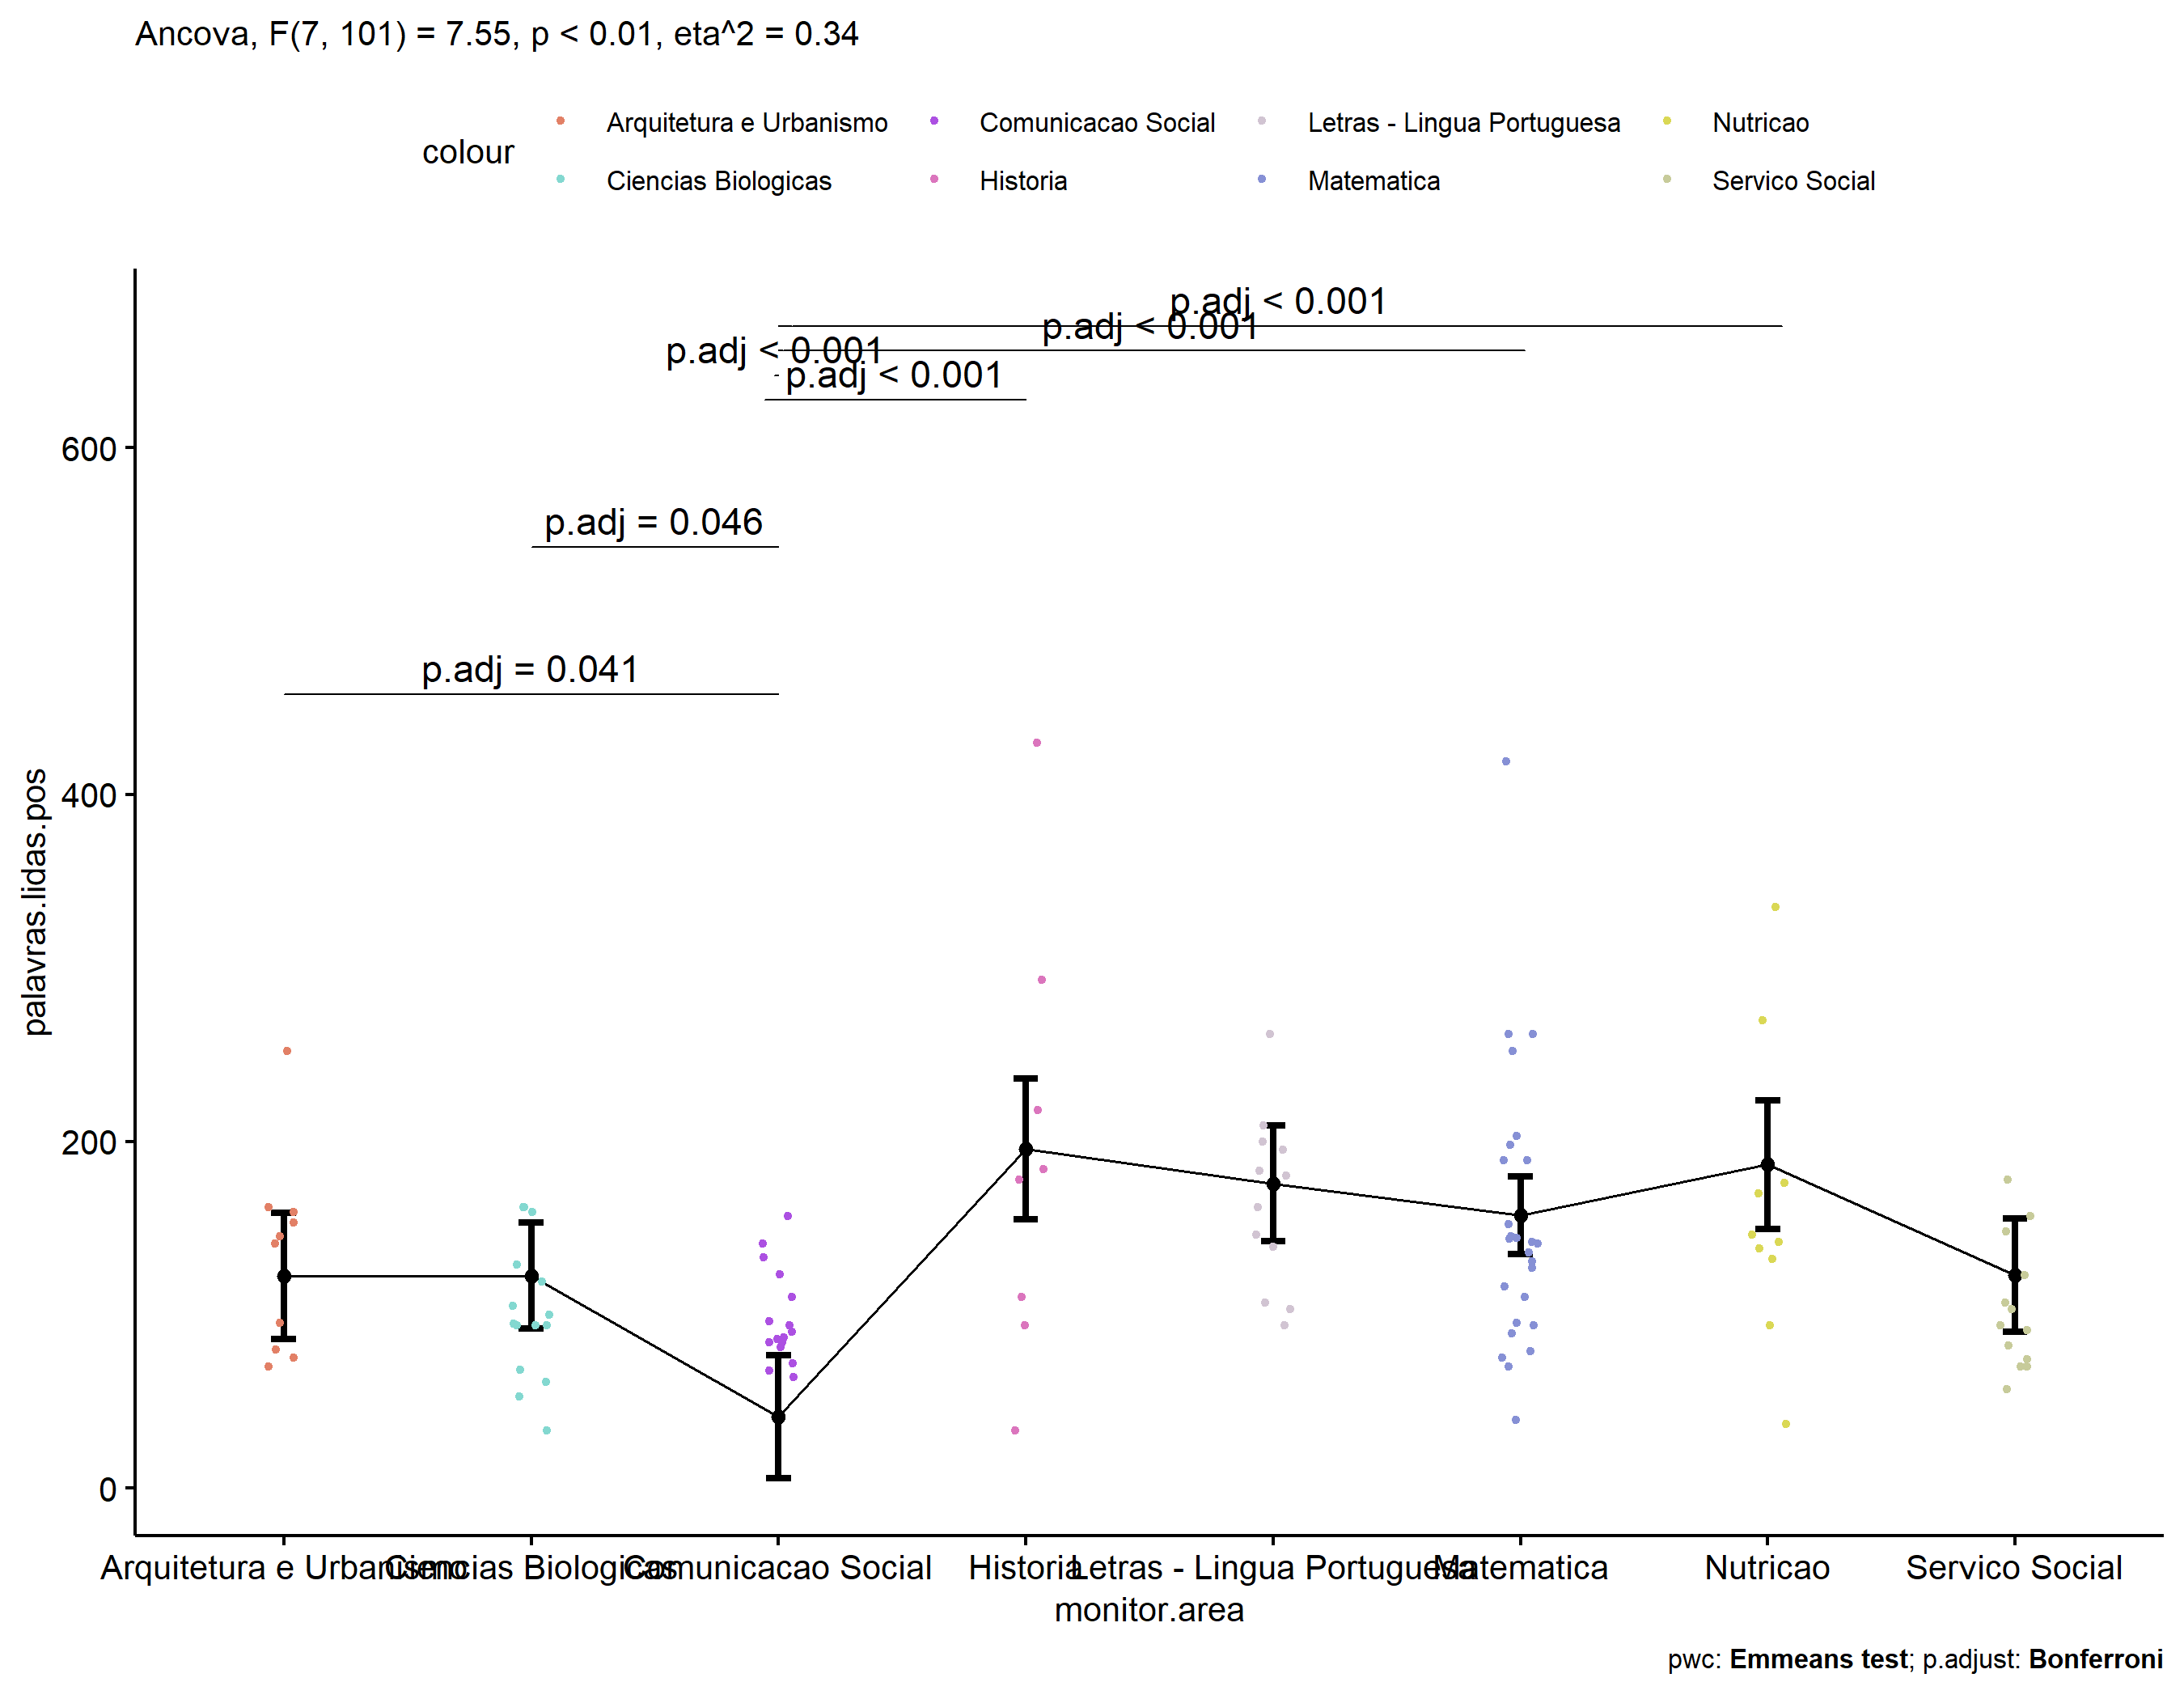 Ancova, F(7, 101) = 7.55, p < 0.01, eta^2 = 0.34
colour
Arquitetura e Urbanismo
Comunicacao Social
Letras - Lingua Portuguesa
Nutricao
Ciencias Biologicas
Historia
Matematica
Servico Social
p.adj < 0.001
p.adj < 0.001
p.adj < 0.001
p.adj < 0.001
p.adj = 0.046
p.adj = 0.041
600
400
200
0
palavras.lidas.pos
Arquitetura e Urbanismo
Ciencias Biologicas
Comunicacao Social
Historia
Letras - Lingua Portuguesa
Matematica
Nutricao
Servico Social
monitor.area
pwc: Emmeans test; p.adjust: Bonferroni